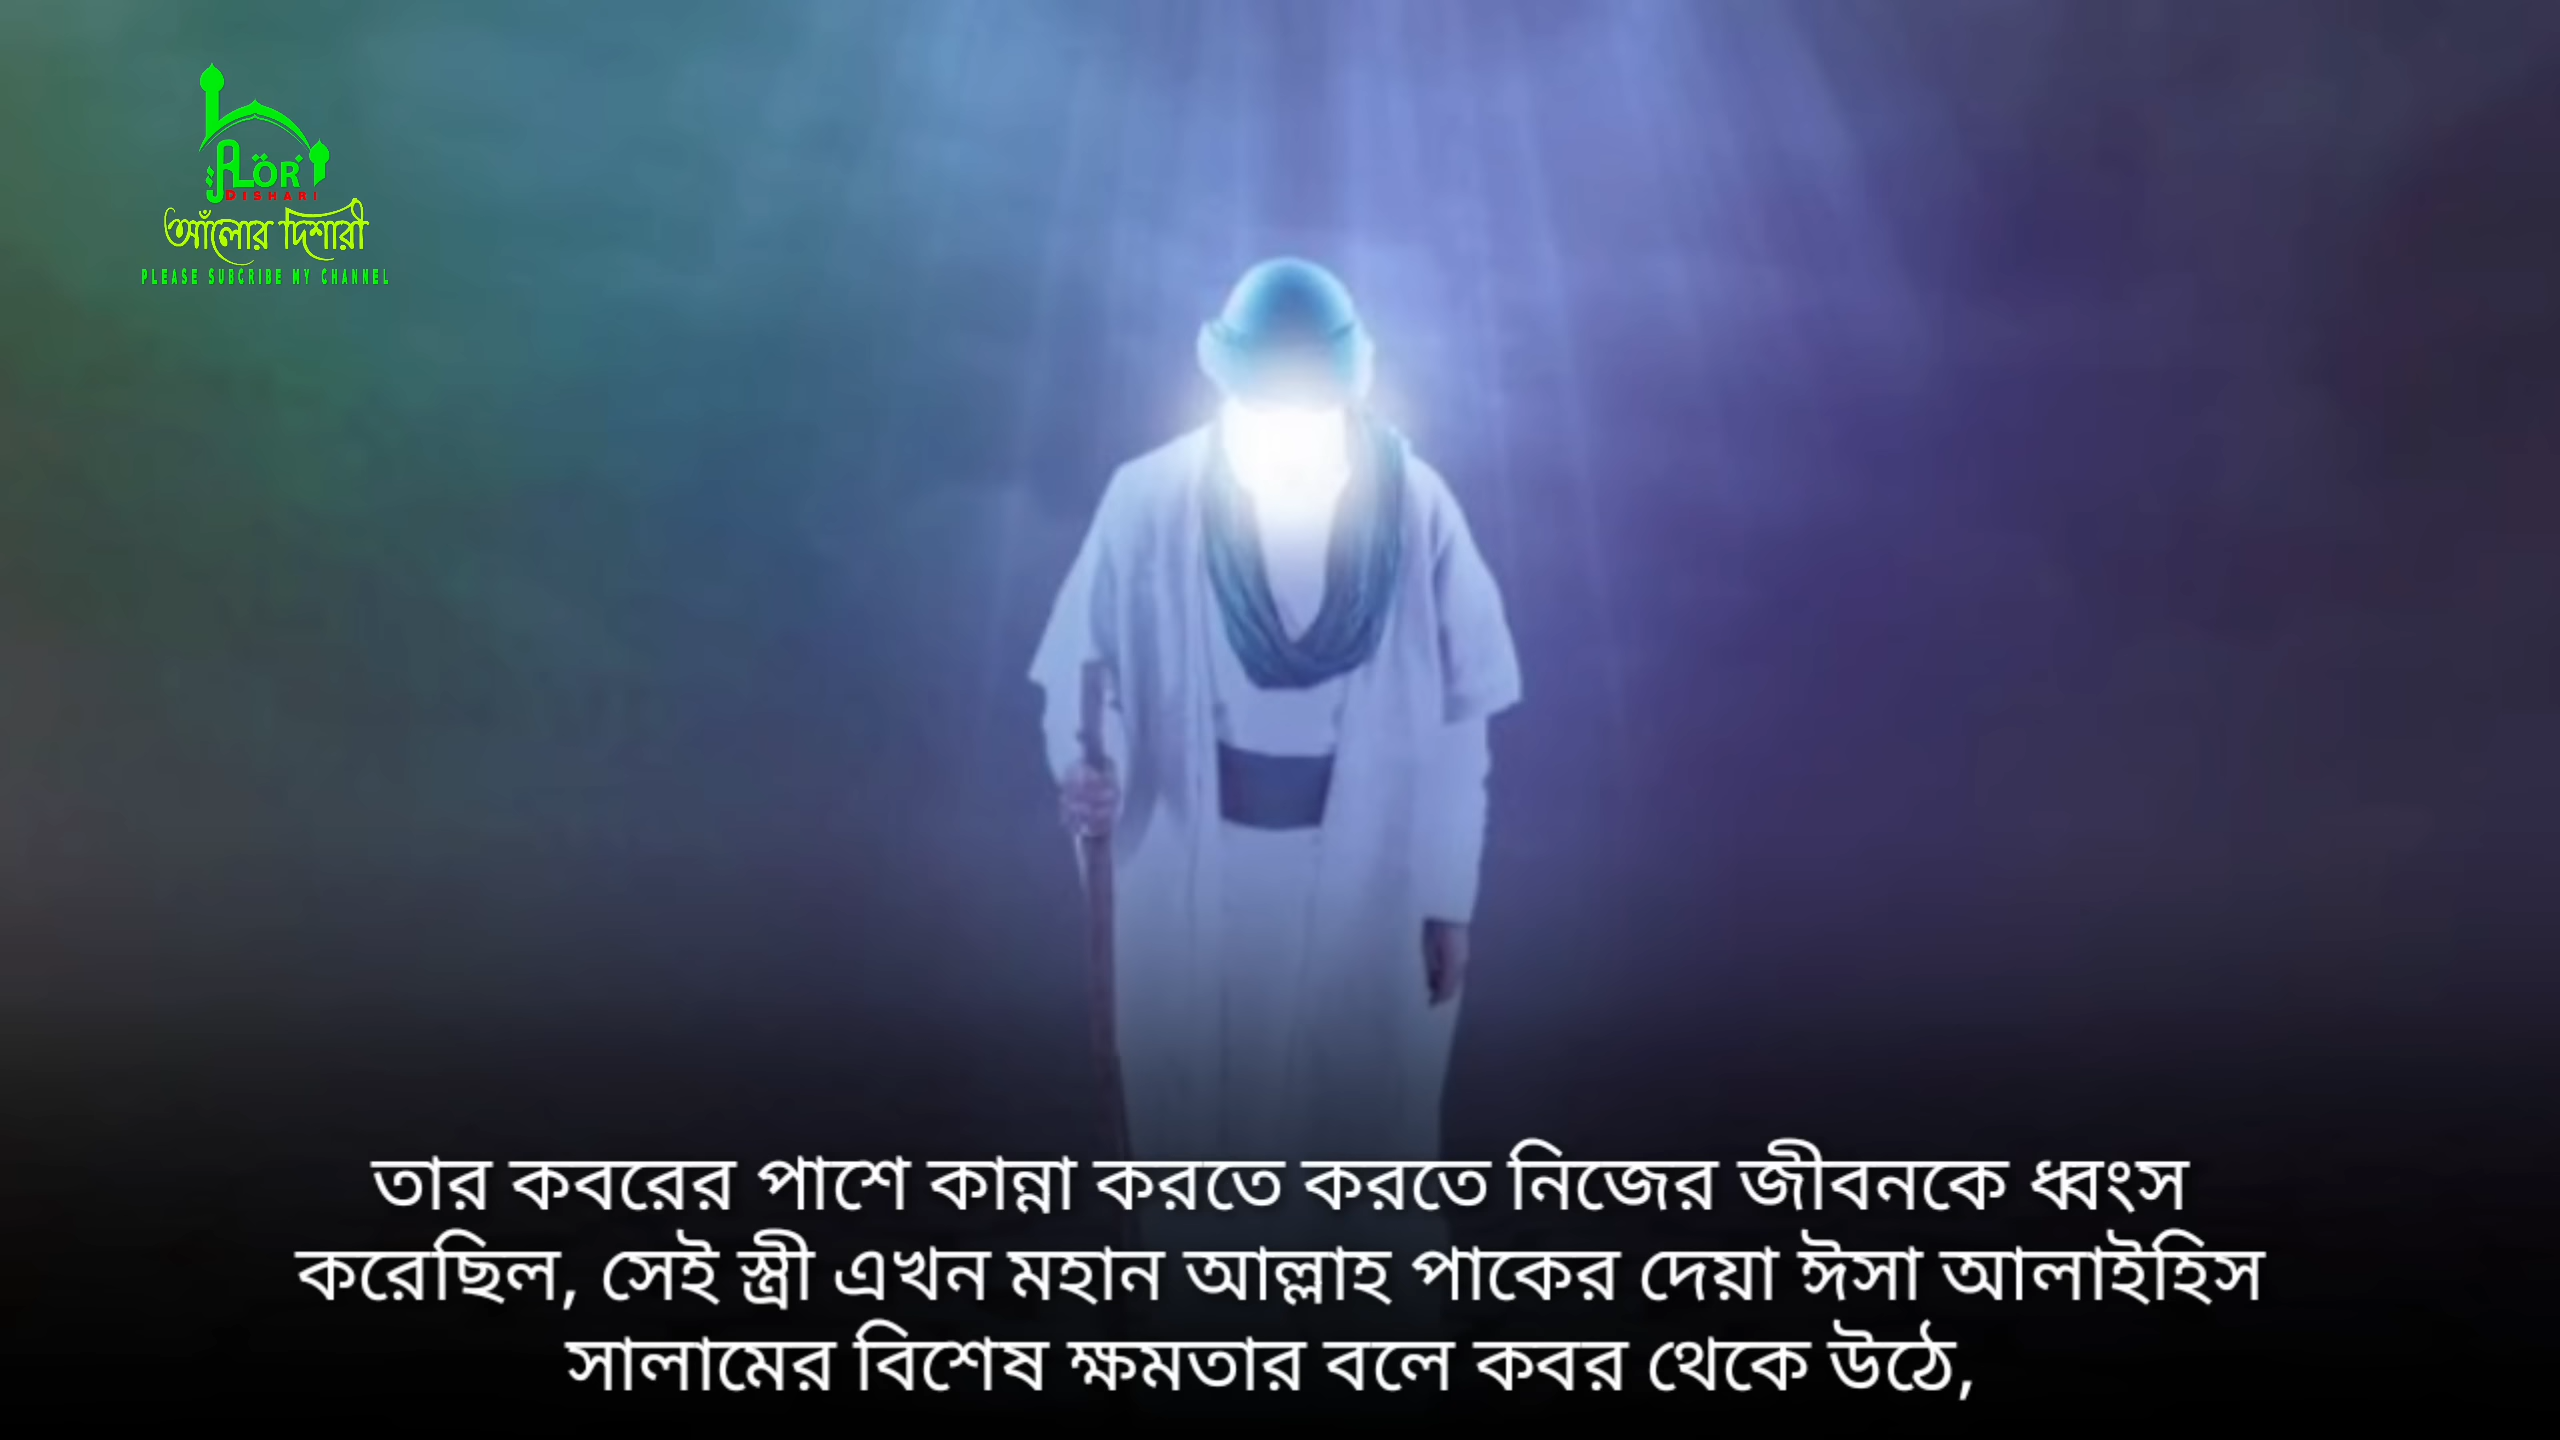 ALOR
DISHARI
আঁলোর দিশারী
PLEASE SUBCRIBE MY CHANNEL
তার কবরের পাশে কান্না করতে করতে নিজের জীবনকে ধ্বংস
করেছিল, সেই স্ত্রী এখন মহান আল্লাহ পাকের দেয়া ঈসা আলাইহিস
সালামের বিশেষ ক্ষমতার বলে কবর থেকে উঠে,